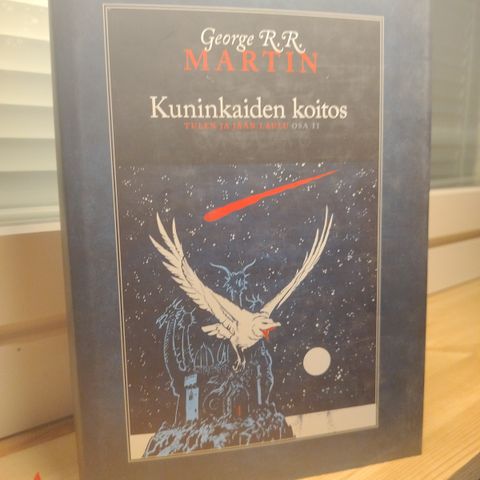 George R.R.
MARTIN
Kuninkaiden koitos
TULEN JA JÄÄN LAULU OSA II